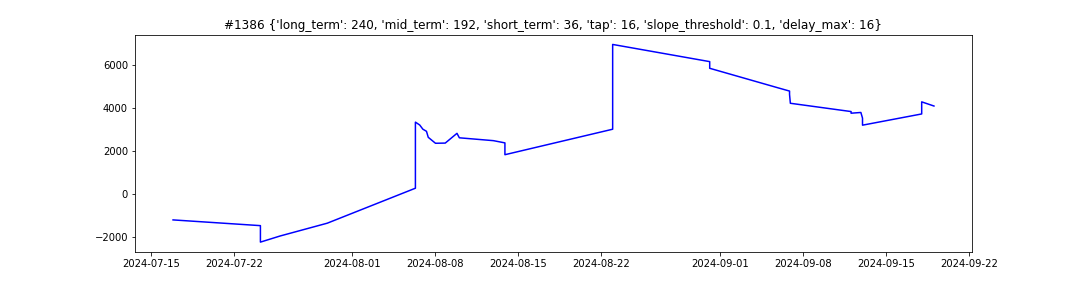 #1386 {'long_term': 240, 'mid_term': 192, 'short_term': 36, 'tap': 16, 'slope_threshold': 0.1, 'delay_max': 16}
6000
4000
2000
0
−2000
2024-07-15 2024-07-22 2024-08-01 2024-08-08 2024-08-15 2024-08-22 2024-09-01 2024-09-08 2024-09-15 2024-09-22